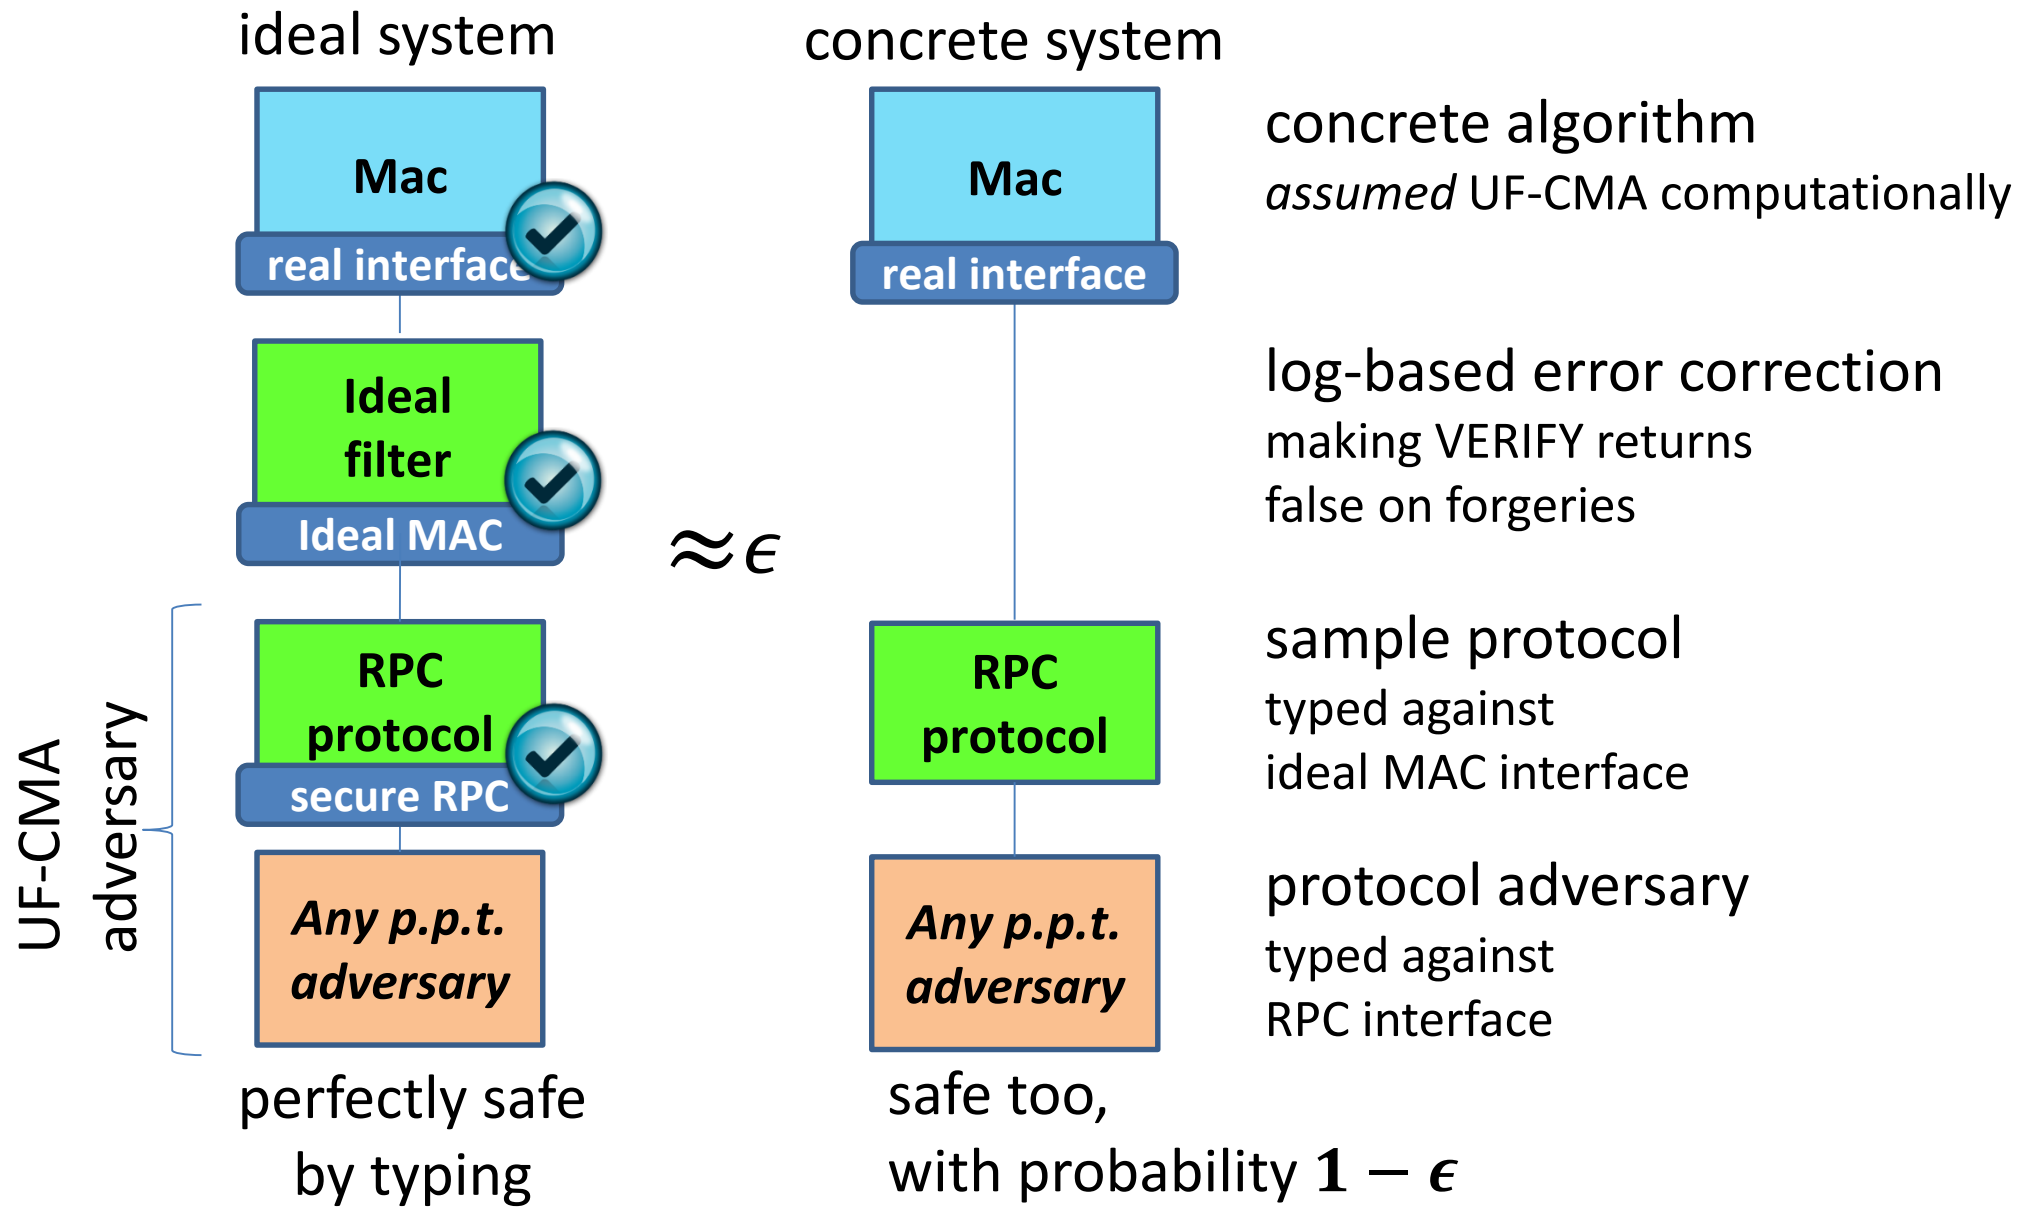 ideal system
Mac
real interface
Ideal
filter
Ideal MAC
UF-CMA
adversary
RPC
protocol
secure RPC
Any p.p.t.
adversary
perfectly safe
by typing
≈ϵ
concrete system
Mac
real interface
RPC
protocol
Any p.p.t.
adversary
safe too,
with probability 1 − ϵ
concrete algorithm
assumed UF-CMA computationally
log-based error correction
making VERIFY returns
false on forgeries
sample protocol
typed against
ideal MAC interface
protocol adversary
typed against
RPC interface